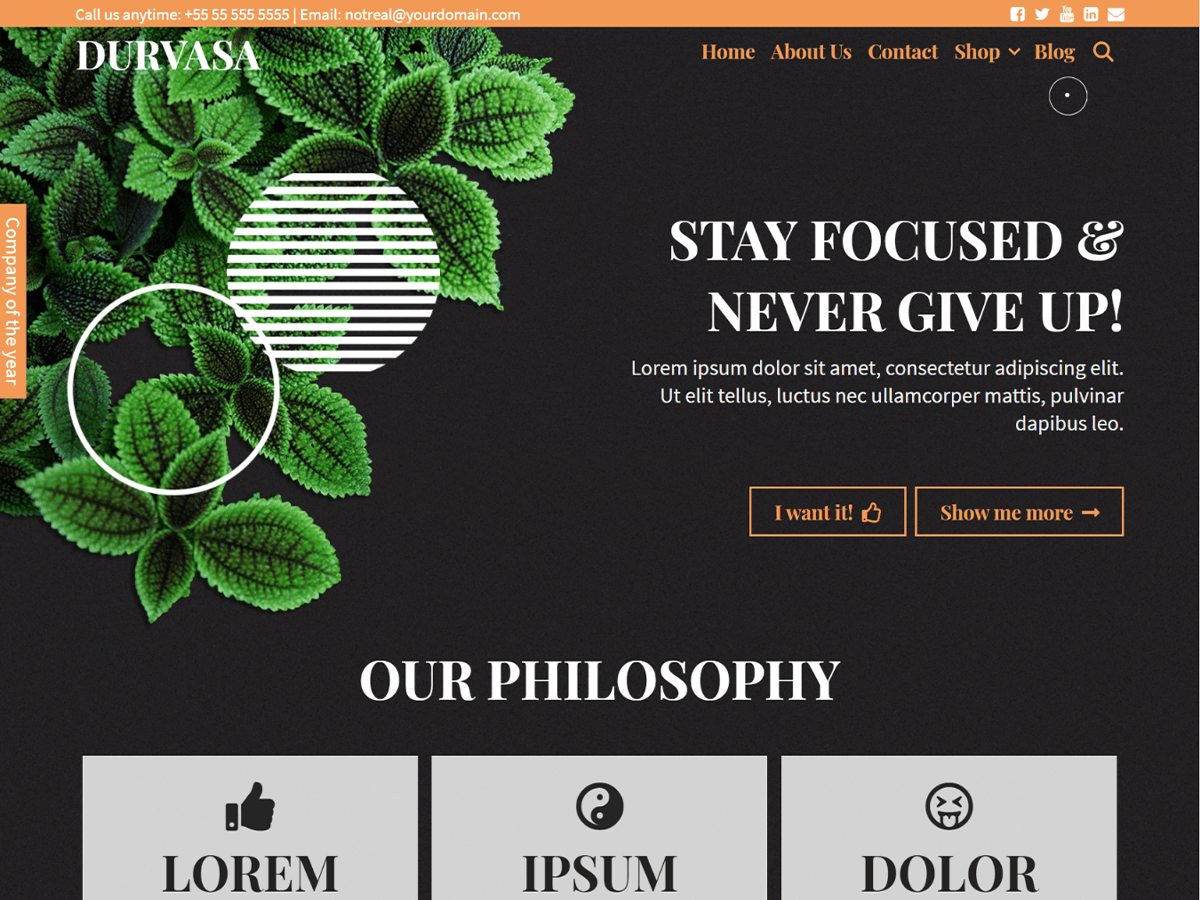 Call us anytime: +55 55 555 5555 | Email: notreal@yourdomain.com
You Tube
DURVASA
Home About Us Contact Shop Blog
Company of the year
STAY FOCUSED &
NEVER GIVE UP!
Lorem ipsum dolor sit amet, consectetur adipiscing elit.
Ut elit tellus, luctus nec ullamcorper mattis, pulvinar
dapibus leo.
I want it! Show me more
OUR PHILOSOPHY
LOREM IPSUM DOLOR